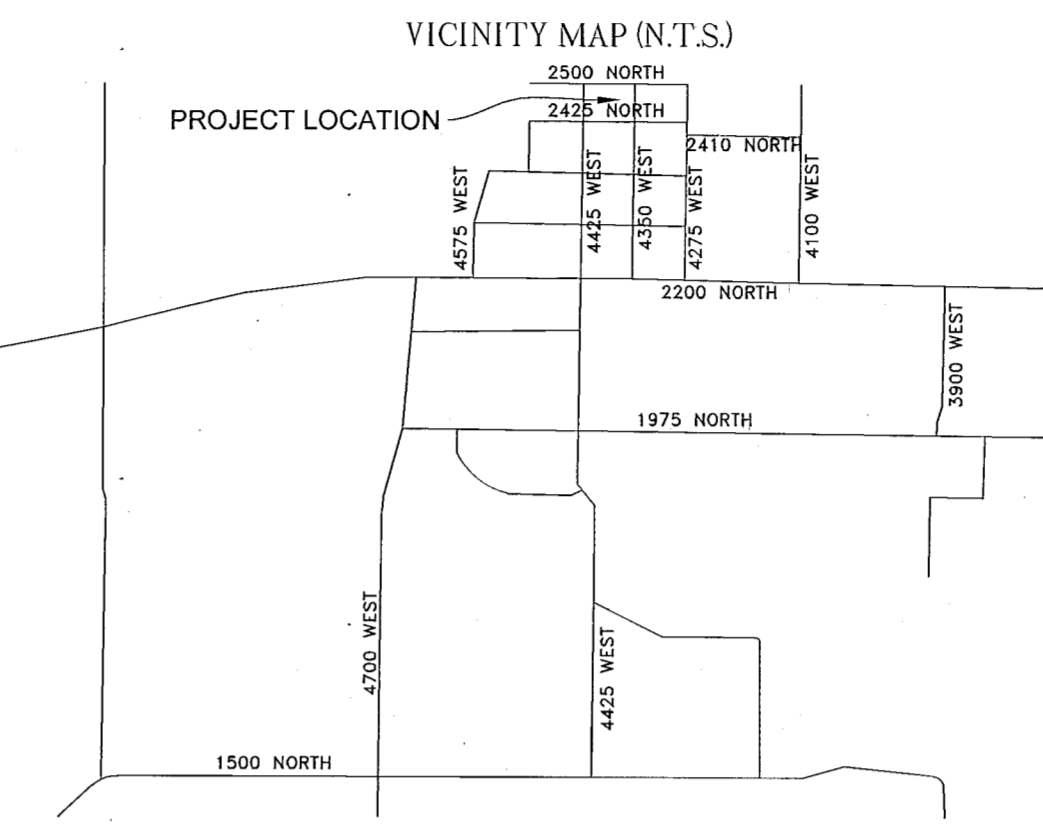 VICINITY MAP (N.T.S.)
2500 NORTH
PROJECT LOCATION
2425 NORTH
2410 NORTH
4575 WEST
4425 WEST
4350 WEST
4275 WEST
4100 WEST
2200 NORTH
3900 WEST
1975 NORTH
4700 WEST
4425 WEST
1500 NORTH